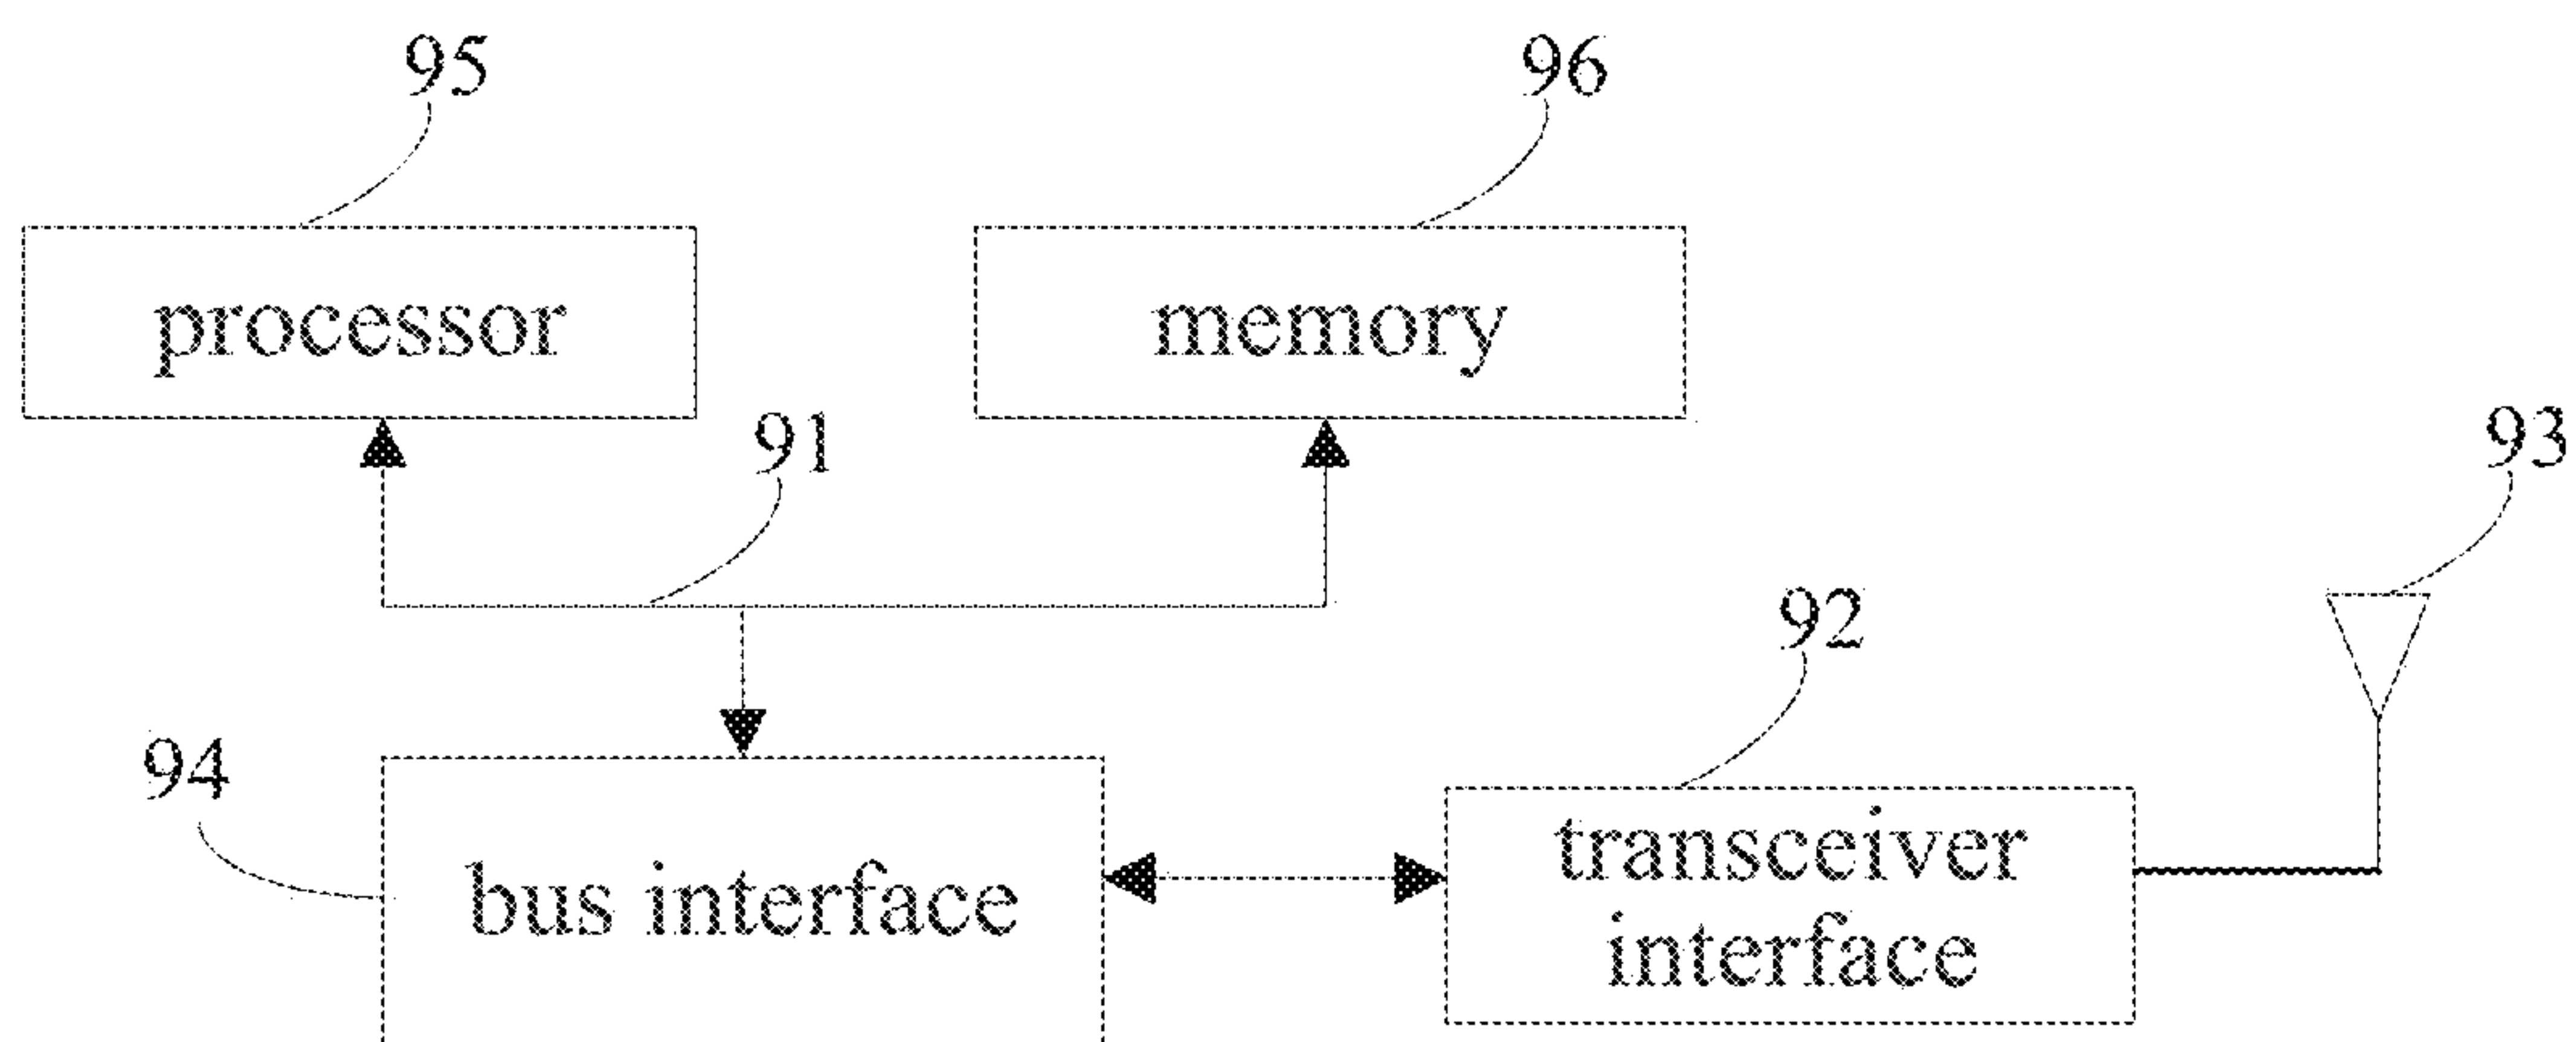 95
96
processor
memory
91
93
92
94
bus interface
transceiver
interface